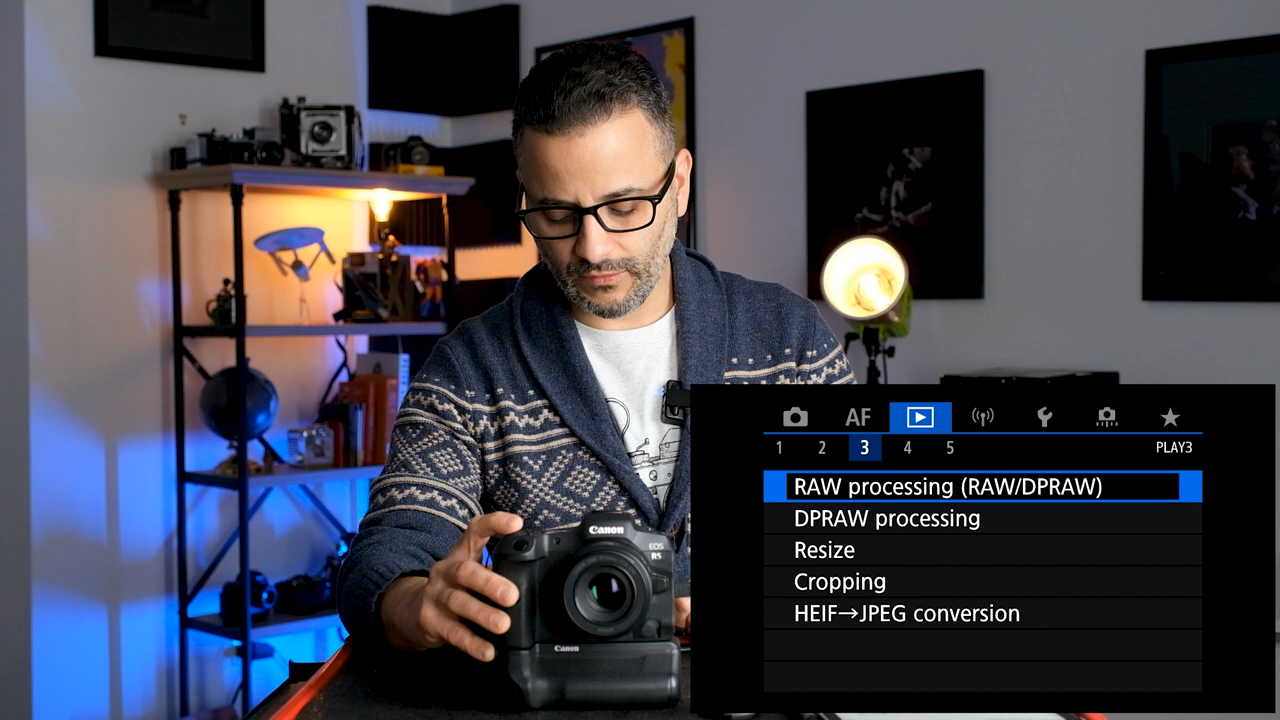 Canon
EOS
R5
Canon
AF
1 2 3 4 5 PLAY3
RAW processing (RAW/DPRAW)
DPRAW processing
Resize
Cropping
HEIF→JPEG conversion